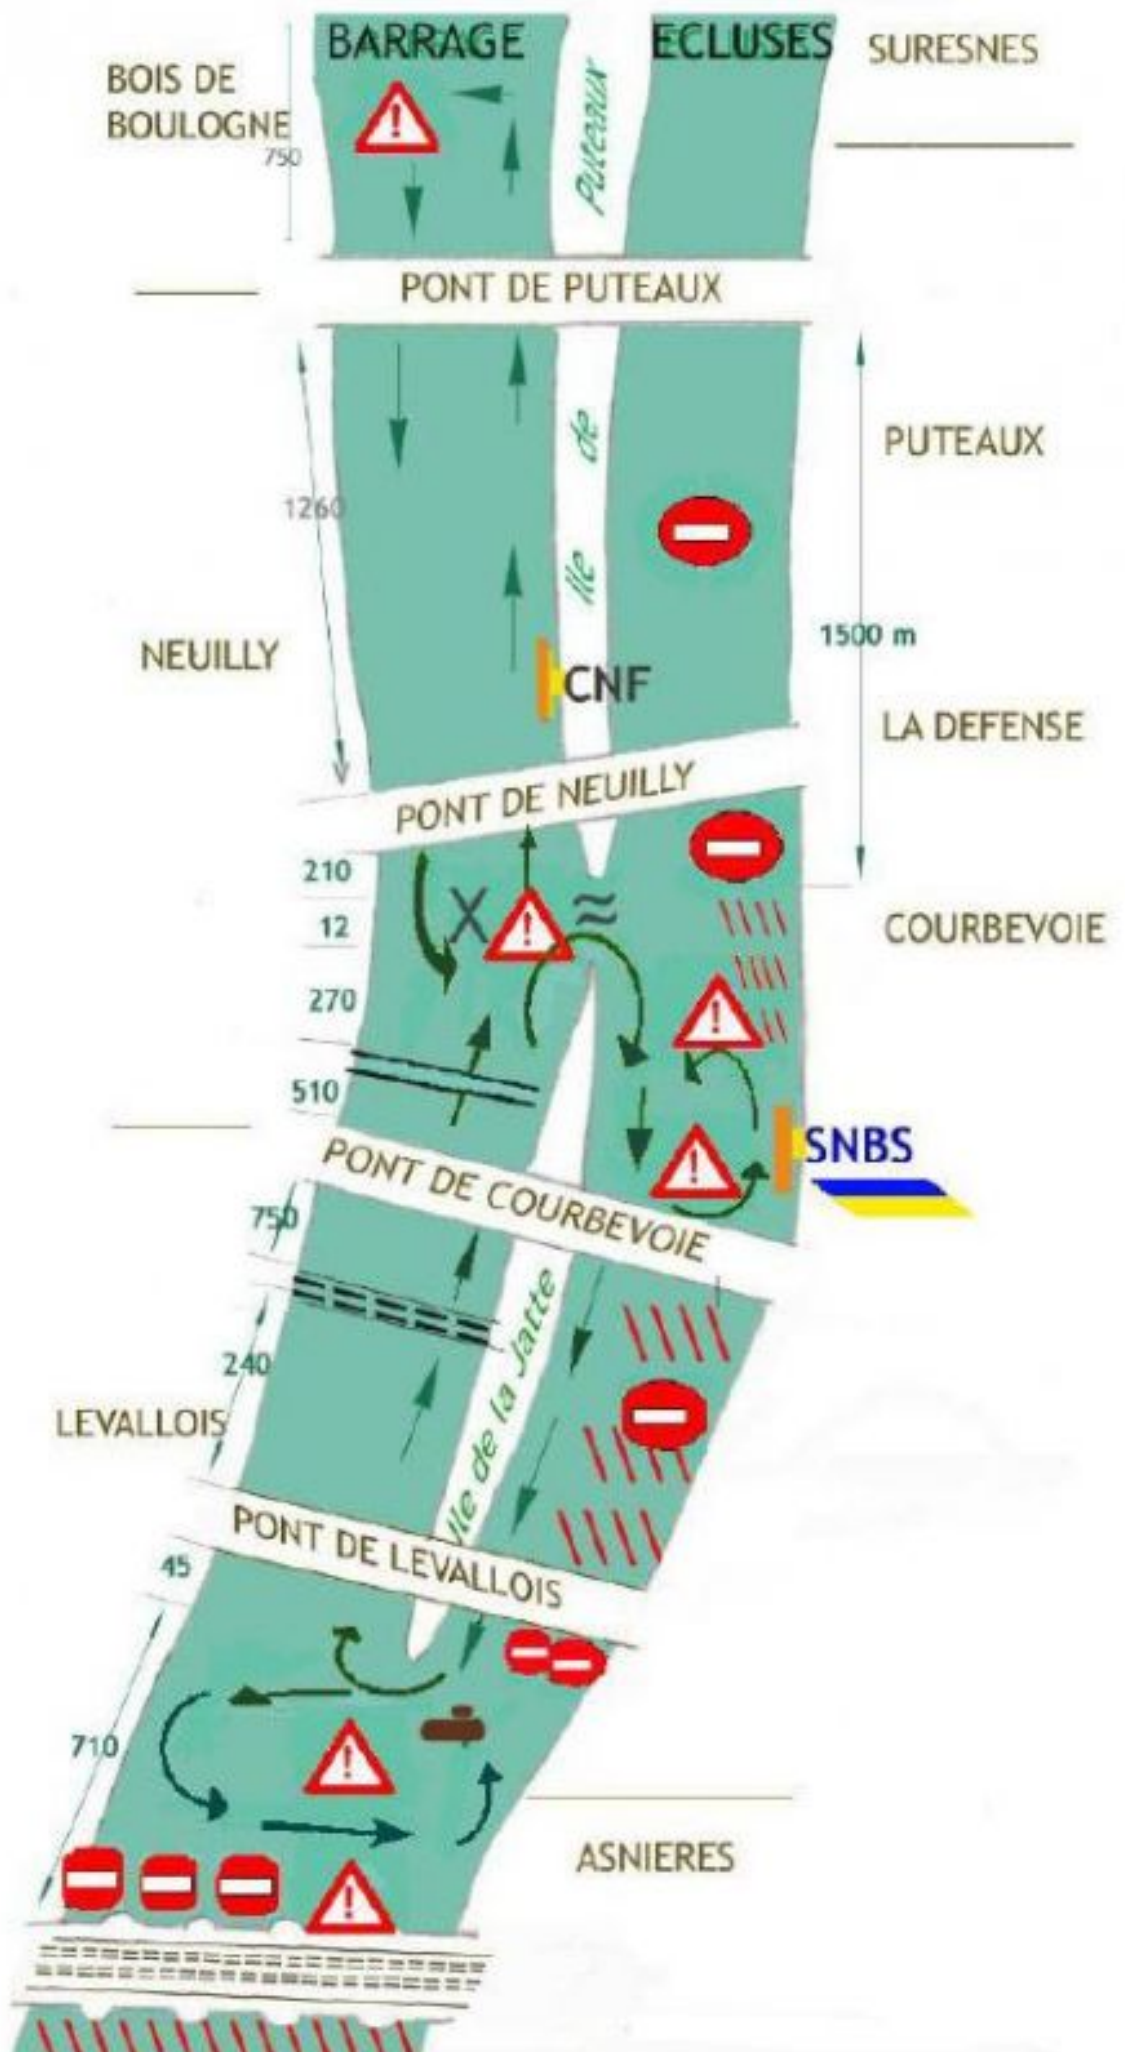 BARRAGE
ECLUSES
SURESNES
BOIS DE
BOULOGNE
750
Puteaux
PONT DE PUTEAUX
de
PUTEAUX
1260
Ile
1500 m
NEUILLY
CNF
LA DEFENSE
PONT DE NEUILLY
210
12
X
≈
COURBEVOIE
270
510
SNBS
PONT DE COURBEVOIE
750
Ile de la Jatte
240
LEVALLOIS
PONT DE LEVALLOIS
45
710
ASNIERES